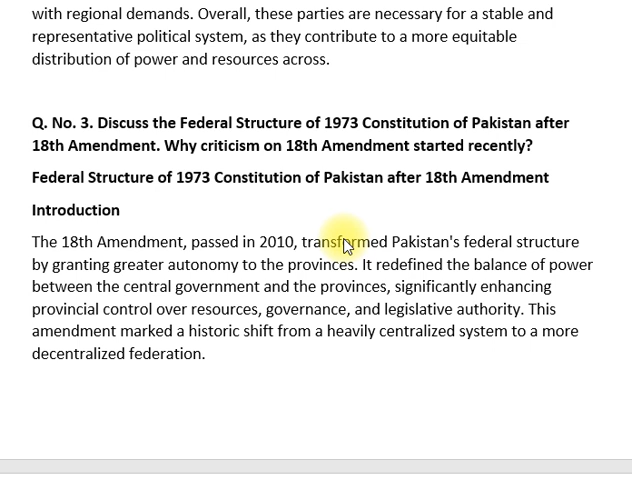 with regional demands. Overall, these parties are necessary for a stable and
representative political system, as they contribute to a more equitable
distribution of power and resources across.
Q. No. 3. Discuss the Federal Structure of 1973 Constitution of Pakistan after
18th Amendment. Why criticism on 18th Amendment started recently?
Federal Structure of 1973 Constitution of Pakistan after 18th Amendment
Introduction
The 18th Amendment, passed in 2010, transformed Pakistan's federal structure
by granting greater autonomy to the provinces. It redefined the balance of power
between the central government and the provinces, significantly enhancing
provincial control over resources, governance, and legislative authority. This
amendment marked a historic shift from a heavily centralized system to a more
decentralized federation.